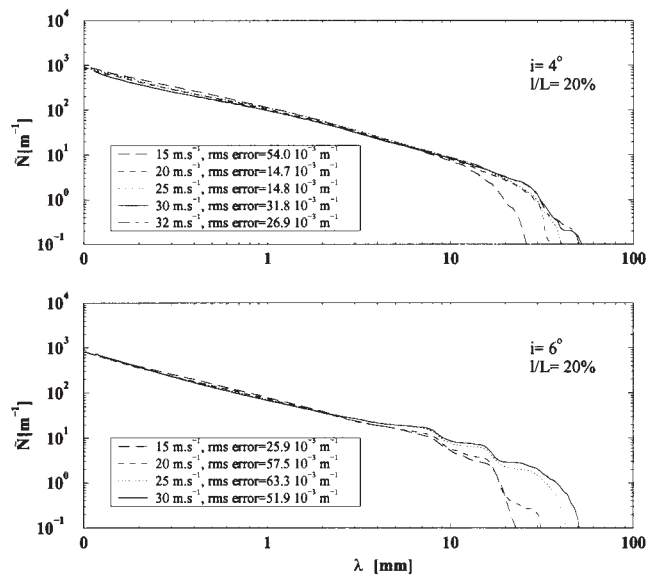 10⁴
10³
10²
10¹
10⁰
10⁻¹
Ñ [m⁻¹]
i= 4°
l/L= 20%
15 m.s⁻¹, rms error=54.0 10⁻³ m⁻¹
20 m.s⁻¹, rms error=14.7 10⁻³ m⁻¹
25 m.s⁻¹, rms error=14.8 10⁻³ m⁻¹
30 m.s⁻¹, rms error=31.8 10⁻³ m⁻¹
32 m.s⁻¹, rms error=26.9 10⁻³ m⁻¹
0 1 10 100
10⁴
10³
10²
10¹
10⁰
10⁻¹
Ñ [m⁻¹]
i= 6°
l/L= 20%
15 m.s⁻¹, rms error=25.9 10⁻³ m⁻¹
20 m.s⁻¹, rms error=57.5 10⁻³ m⁻¹
25 m.s⁻¹, rms error=63.3 10⁻³ m⁻¹
30 m.s⁻¹, rms error=51.9 10⁻³ m⁻¹
0 1 10 100
λ [mm]